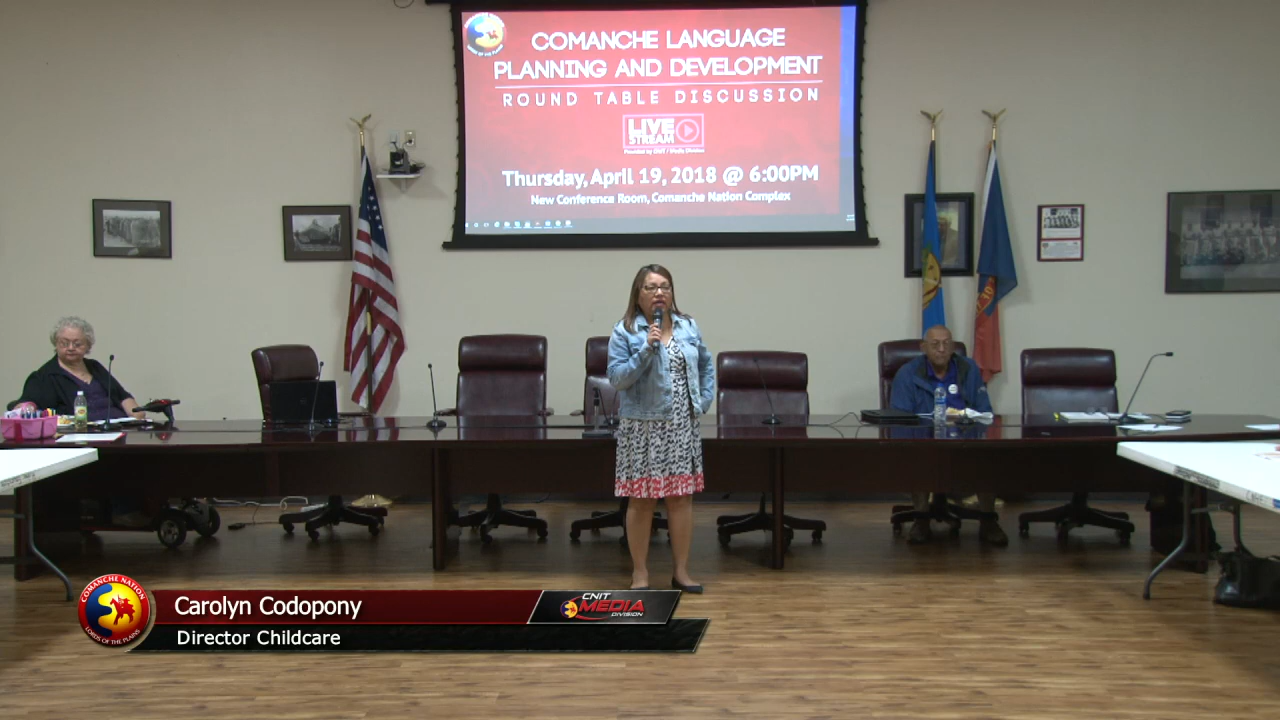 COMANCHE LANGUAGE
PLANNING AND DEVELOPMENT
ROUND TABLE DISCUSSION
LIVE
STREAM
Thursday, April 19, 2018 @ 6:00PM
New Conference Room, Comanche Nation Complex
COMANCHE NATION
LORDS OF THE PLAINS
Carolyn Codopony
Director Childcare
CNIT
MEDIA
DIVISION